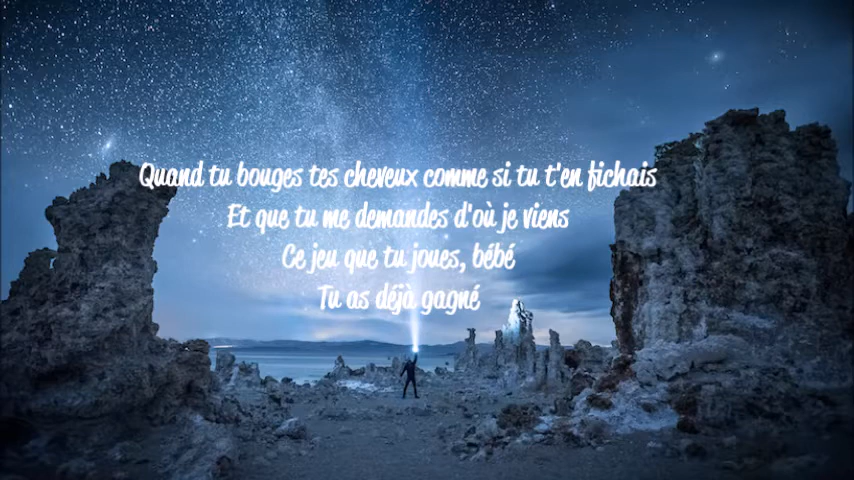 Quand tu bouges tes cheveux comme si tu t'en fichais
Et que tu me demandes d'où je viens
Ce jeu que tu joues, bébé
Tu as déjà gagné